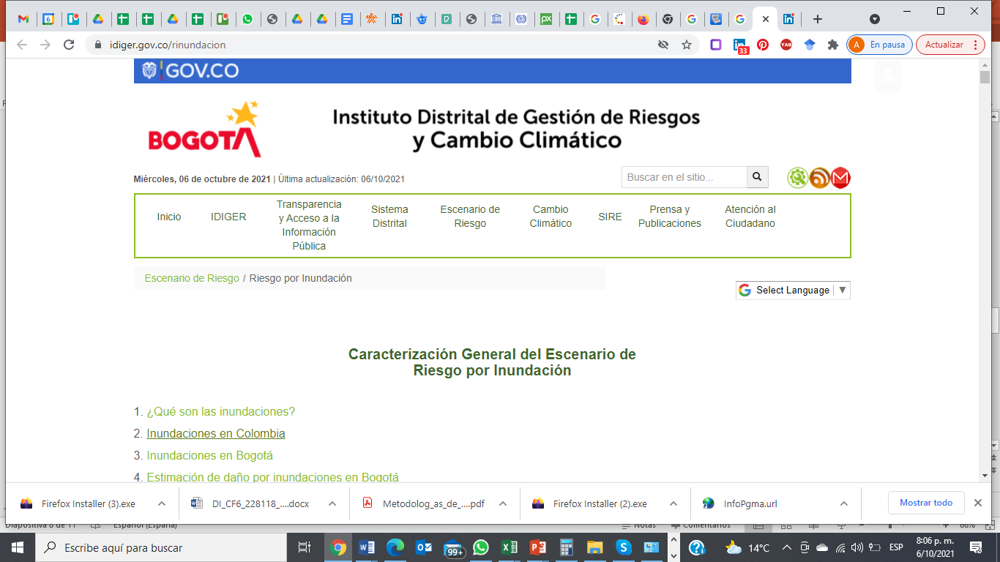 6
idiger.gov.co/rinundacion
33
YAB
A
En pausa
Actualizar
GOV.CO
BOGOTÁ
Instituto Distrital de Gestión de Riesgos
y Cambio Climático
Miércoles, 06 de octubre de 2021 | Última actualización: 06/10/2021
Buscar en el sitio...
Inicio
IDIGER
Transparencia
y Acceso a la
Información
Pública
Sistema
Distrital
Escenario de
Riesgo
Cambio
Climático
SIRE
Prensa y
Publicaciones
Atención al
Ciudadano
Escenario de Riesgo / Riesgo por Inundación
Select Language
Caracterización General del Escenario de
Riesgo por Inundación
1. ¿Qué son las inundaciones?
2. Inundaciones en Colombia
3. Inundaciones en Bogotá
4. Estimación de daño por inundaciones en Bogotá
Firefox Installer (3).exe
DI_CF6_228118_....docx
Metodolog_as_de_....pdf
Firefox Installer (2).exe
InfoPgma.url
Mostrar todo
Diapositiva 8 de 11
Español (España)
Notas
Comentarios
66%
Escribe aquí para buscar
99+
14°C
ESP
8:06 p. m.
6/10/2021